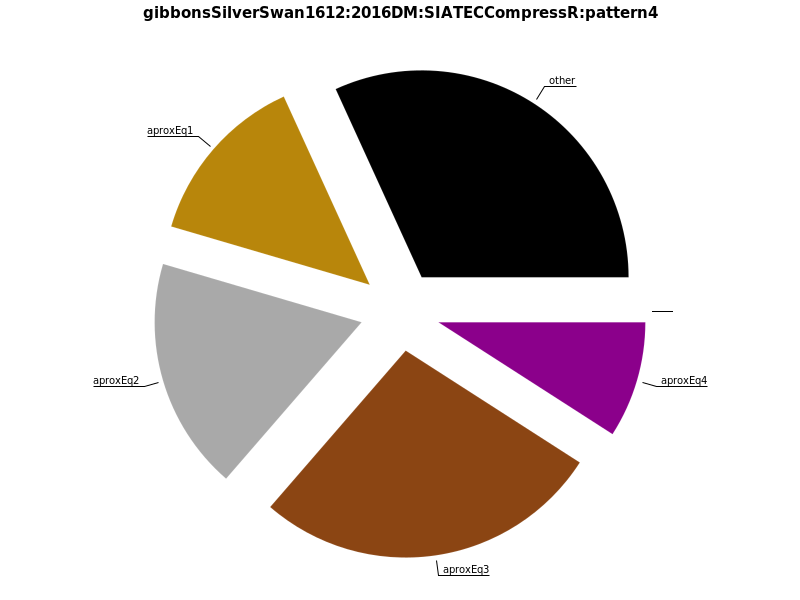 gibbonsSilverSwan1612:2016DM:SIATECCompressR:pattern4
other
aproxEq1
aproxEq2
aproxEq4
aproxEq3